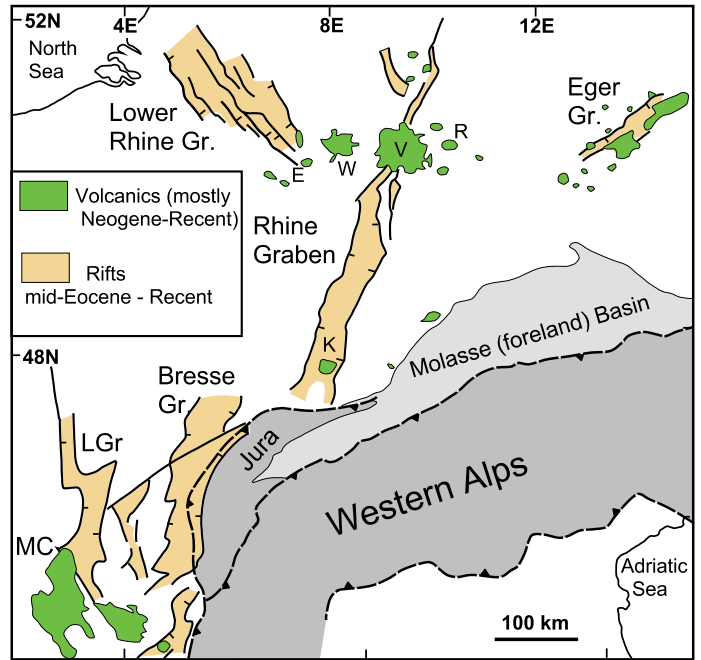 52N
4E
8E
12E
North
Sea
Lower
Rhine Gr.
Eger
Gr.
E
W
V
R
Volcanics (mostly
Neogene-Recent)
Rifts
mid-Eocene - Recent
Rhine
Graben
K
48N
Molasse (foreland) Basin
Bresse
Gr.
LGr
Jura
Western Alps
MC
Adriatic
Sea
100 km